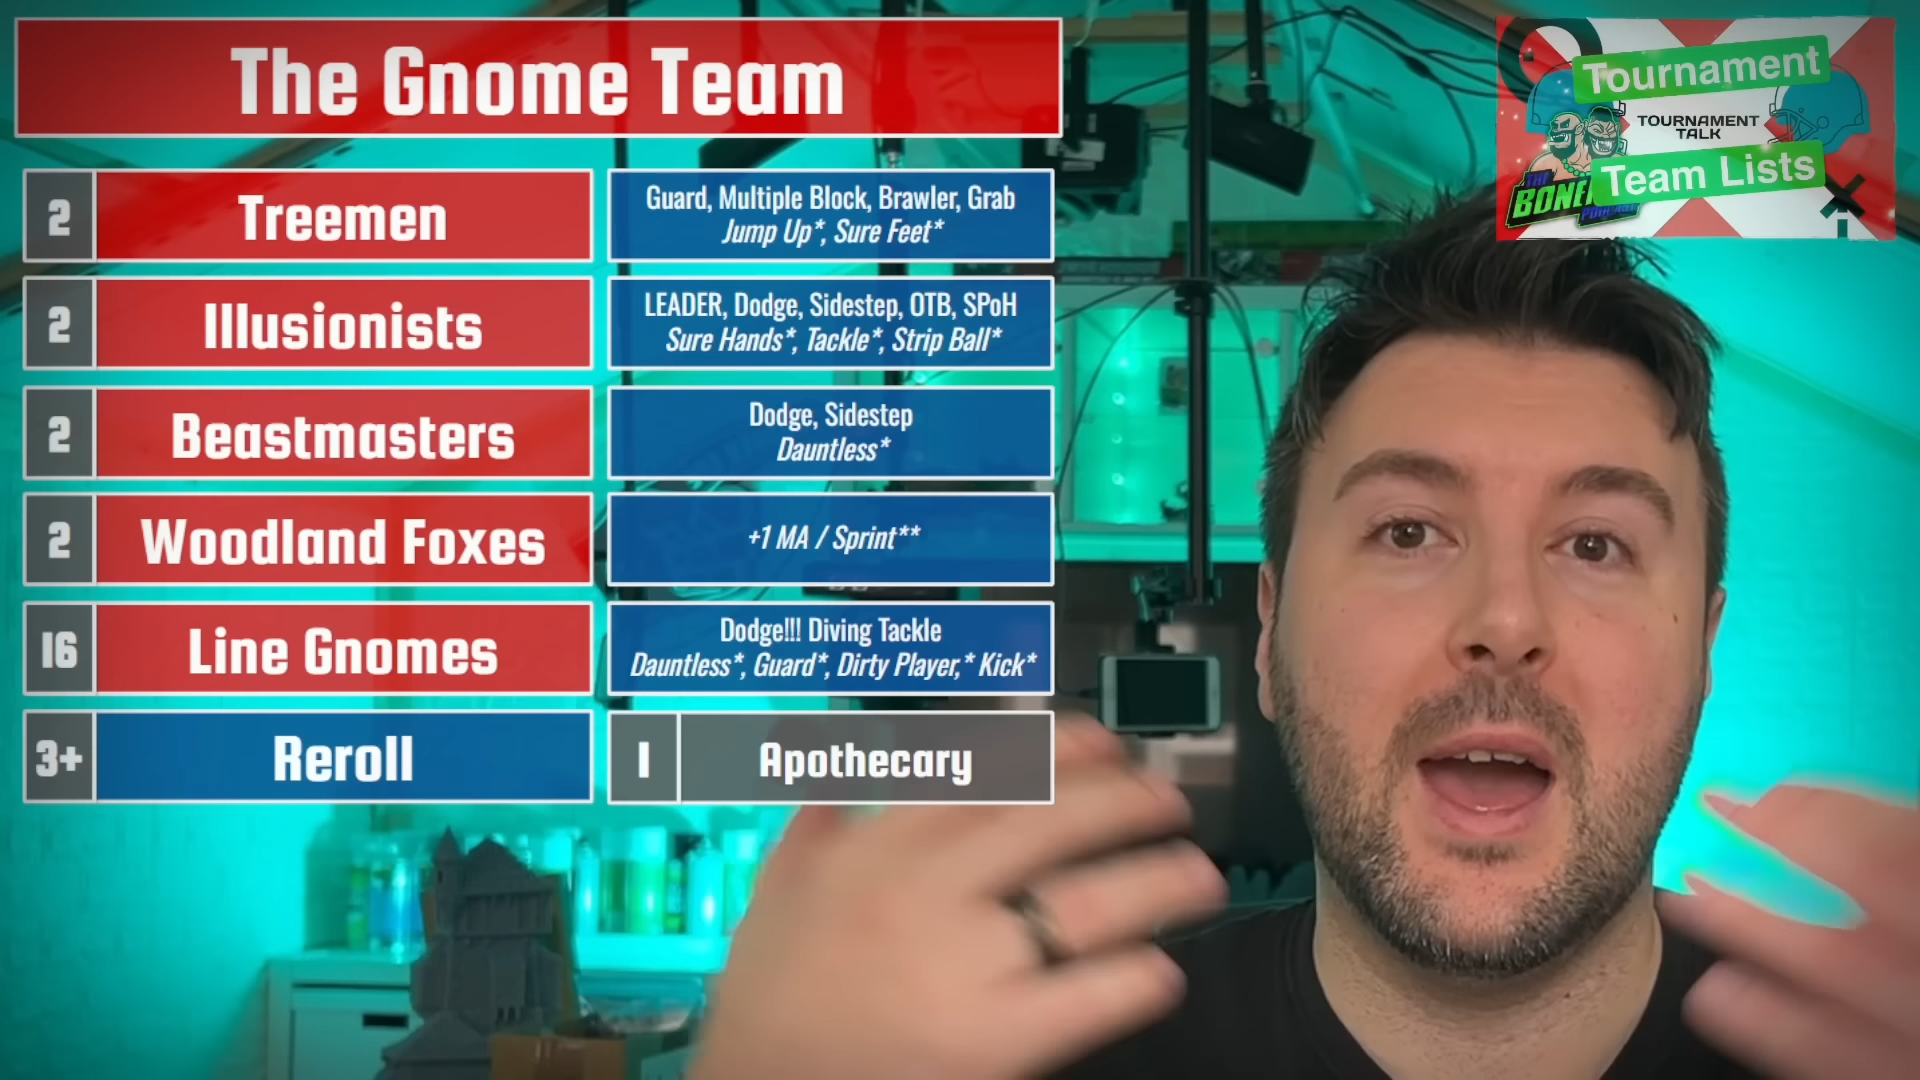 The Gnome Team
2
Treemen
Guard, Multiple Block, Brawler, Grab
Jump Up*, Sure Feet*
2
Illusionists
LEADER, Dodge, Sidestep, OTB, SPoH
Sure Hands*, Tackle*, Strip Ball*
2
Beastmasters
Dodge, Sidestep
Dauntless*
2
Woodland Foxes
+1 MA / Sprint**
16
Line Gnomes
Dodge!!! Diving Tackle
Dauntless*, Guard*, Dirty Player,* Kick*
3+
Reroll
1
Apothecary
Tournament
TOURNAMENT
TALK
Team Lists
THE